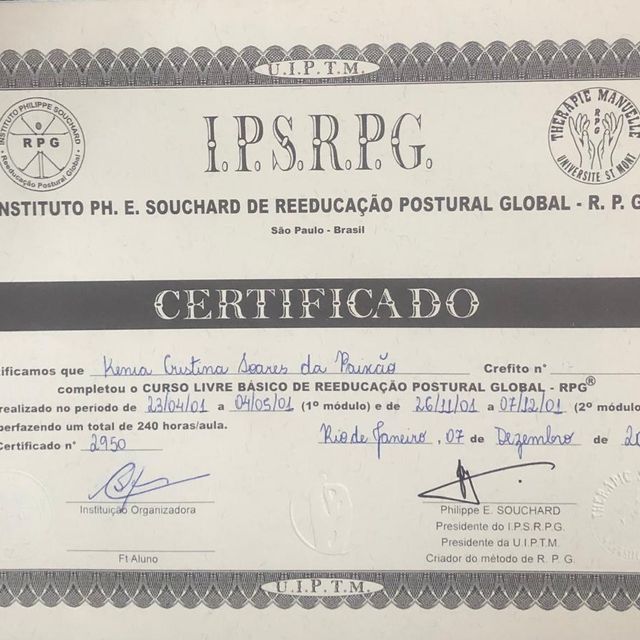 U.I.P.T.M.
INSTITUTO PHILIPPE SOUCHARD
RPG
Reeducação Postural Global
I.P.S.R.P.G.
THERAPIE MANUELLE
RPG
UNIVERSITE ST MONT
NSTITUTO PH. E. SOUCHARD DE REEDUCAÇÃO POSTURAL GLOBAL - R. P. G
São Paulo - Brasil
CERTIFICADO
tificamos que Kenia Cristina Soares da Paixão Crefito n°
completou o CURSO LIVRE BÁSICO DE REEDUCAÇÃO POSTURAL GLOBAL - RPG®
realizado no período de 23/04/01 a 04/05/01 (1º módulo) e de 26/11/01 a 07/12/01 (2º módulo
perfazendo um total de 240 horas/aula.
Certificado n° 2950 Rio de Janeiro, 07 de Dezembro de 20
Instituição Organizadora
Philippe E. SOUCHARD
Presidente do I.P.S.R.P.G.
Presidente da U.I.P.T.M.
Criador do método de R. P. G.
Ft Aluno
U.I.P.T.M.